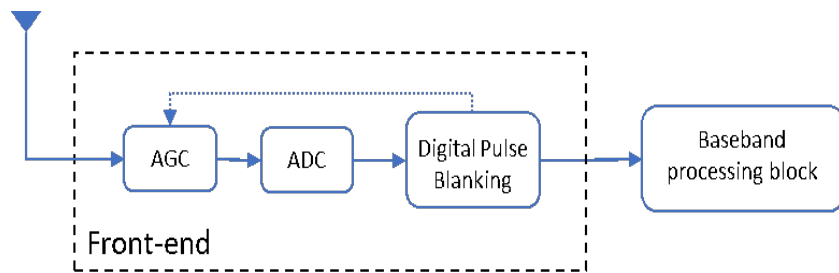 AGC
ADC
Digital Pulse
Blanking
Baseband
processing block
Front-end